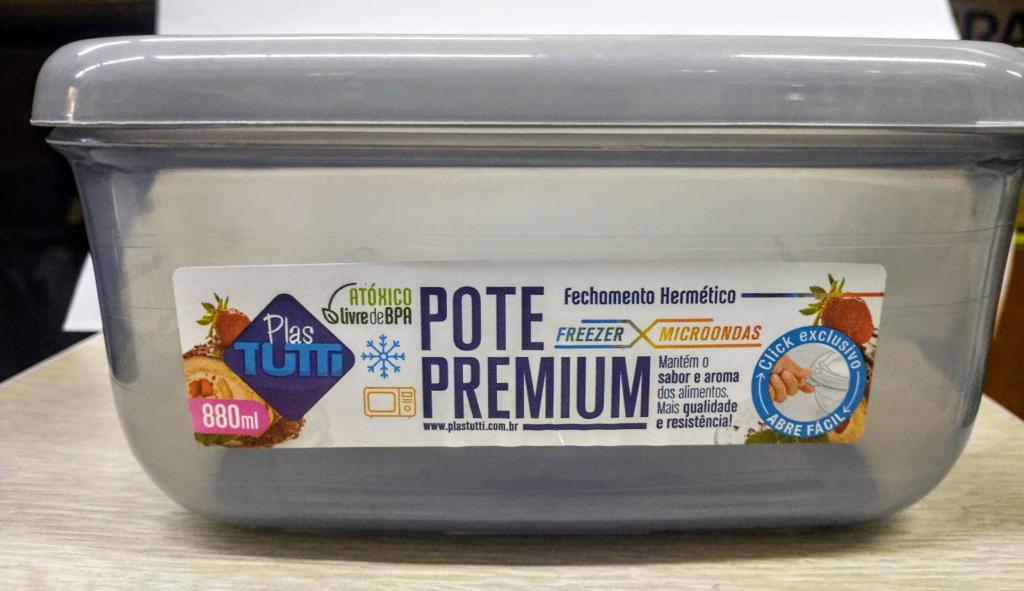 Plas
TUTTI
880ml
ATÓXICO
livre de BPA
POTE
PREMIUM
www.plastutti.com.br
Fechamento Hermético
FREEZER MICROONDAS
Mantém o
sabor e aroma
dos alimentos.
Mais qualidade
e resistência!
Click exclusivo
ABRE FÁCIL